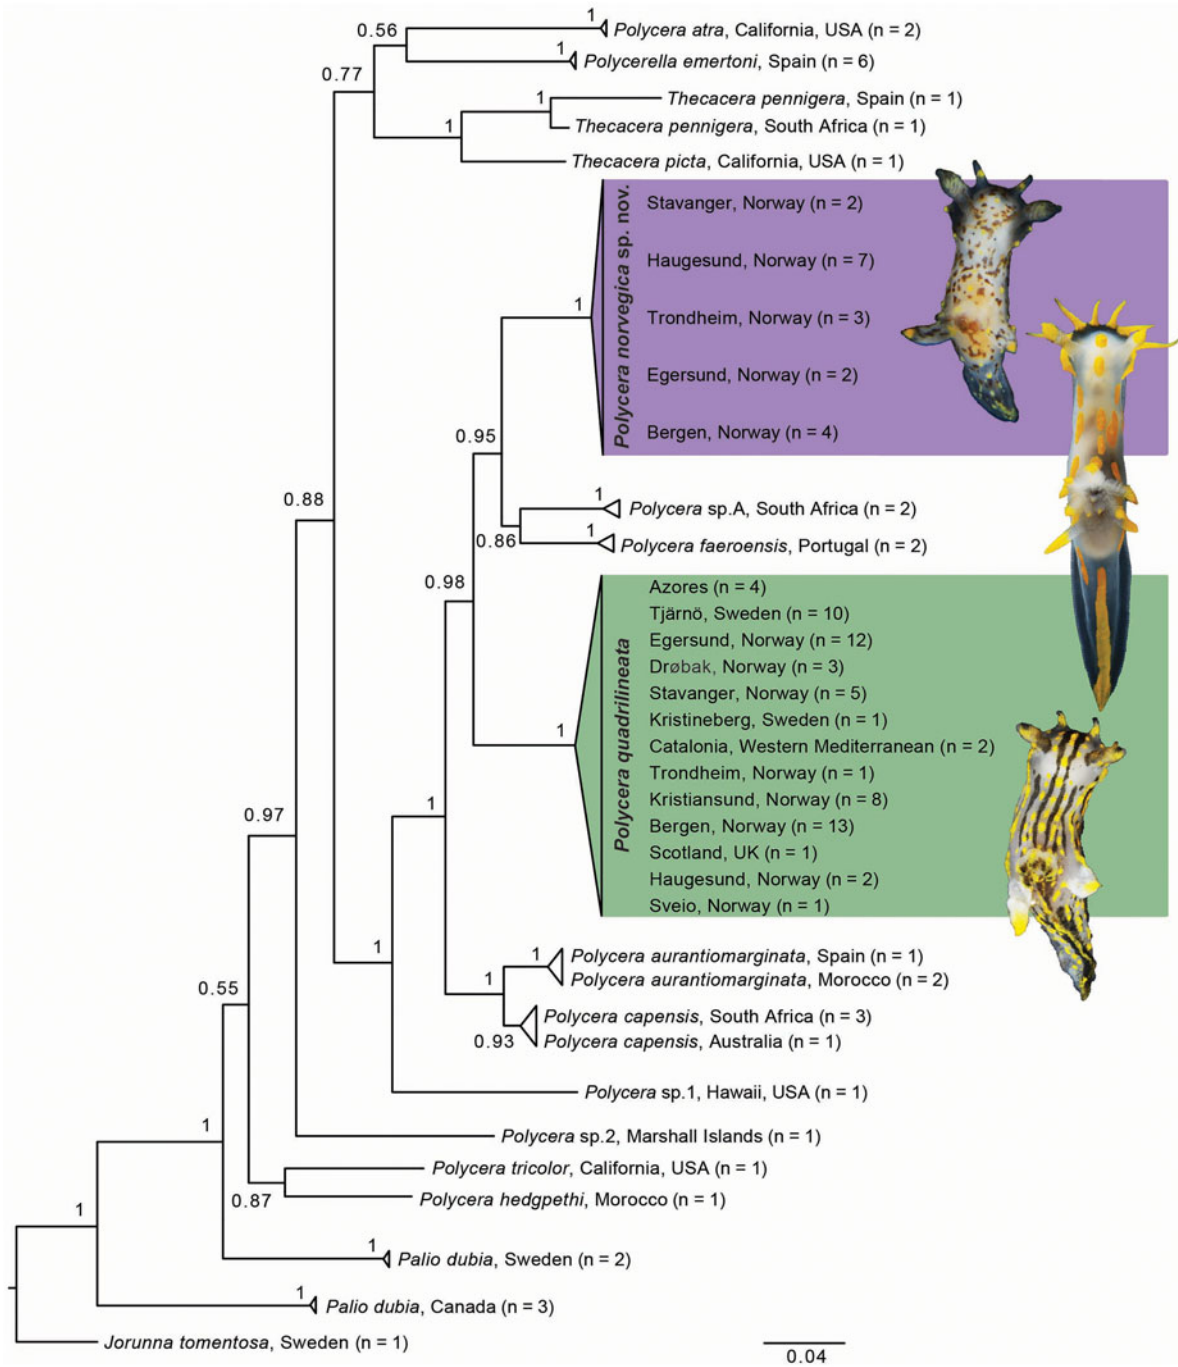 1
Polycera atra, California, USA (n = 2)
0.56
1
Polycerella emertoni, Spain (n = 6)
0.77
1
Thecacera pennigera, Spain (n = 1)
1
Thecacera pennigera, South Africa (n = 1)
Thecacera picta, California, USA (n = 1)
Polycera norvegica sp. nov.
Stavanger, Norway (n = 2)
Haugesund, Norway (n = 7)
1
Trondheim, Norway (n = 3)
Egersund, Norway (n = 2)
Bergen, Norway (n = 4)
0.95
0.88
1
Polycera sp.A, South Africa (n = 2)
0.86
1
Polycera faeroensis, Portugal (n = 2)
0.98
Polycera quadrilineata
Azores (n = 4)
Tjärnö, Sweden (n = 10)
Egersund, Norway (n = 12)
Drøbak, Norway (n = 3)
Stavanger, Norway (n = 5)
Kristineberg, Sweden (n = 1)
1
Catalonia, Western Mediterranean (n = 2)
Trondheim, Norway (n = 1)
Kristiansund, Norway (n = 8)
Bergen, Norway (n = 13)
Scotland, UK (n = 1)
Haugesund, Norway (n = 2)
Sveio, Norway (n = 1)
1
0.97
1
1
1
Polycera aurantiomarginata, Spain (n = 1)
Polycera aurantiomarginata, Morocco (n = 2)
0.55
Polycera capensis, South Africa (n = 3)
0.93
Polycera capensis, Australia (n = 1)
Polycera sp.1, Hawaii, USA (n = 1)
1
Polycera sp.2, Marshall Islands (n = 1)
Polycera tricolor, California, USA (n = 1)
0.87
Polycera hedgpethi, Morocco (n = 1)
1
1
Palio dubia, Sweden (n = 2)
1
Palio dubia, Canada (n = 3)
Jorunna tomentosa, Sweden (n = 1)
0.04